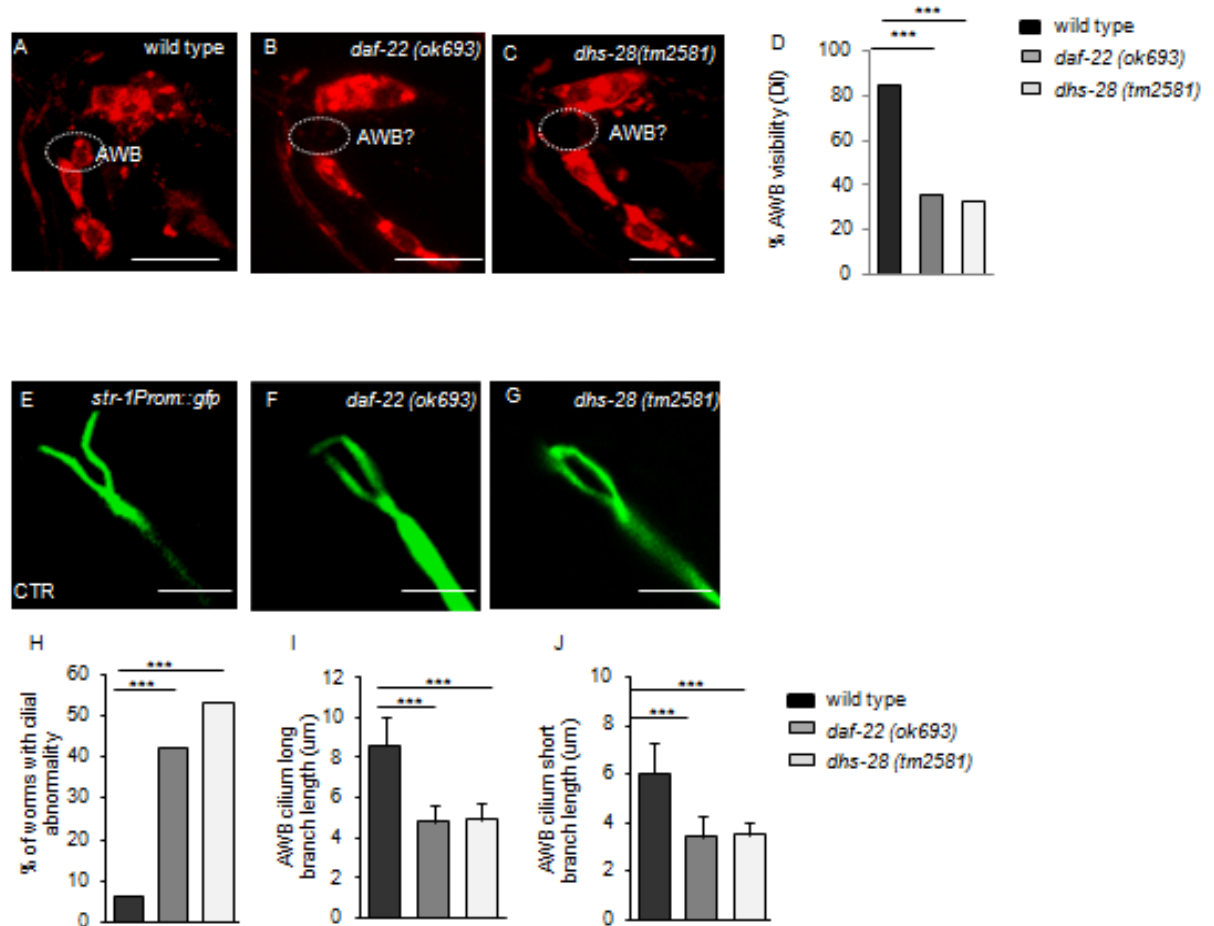 A
wild type
AWB
B
daf-22 (ok693)
AWB?
C
dhs-28(tm2581)
AWB?
D
% AWB visibility (DiI)
100
80
60
40
20
0
***
***
wild type
daf-22 (ok693)
dhs-28 (tm2581)
E
str-1Prom::gfp
CTR
F
daf-22 (ok693)
G
dhs-28 (tm2581)
H
% of worms with cilial
abnormality
60
50
40
30
20
10
0
***
***
I
AWB cilium long
branch length (um)
12
10
8
6
4
2
0
***
***
J
AWB cilium short
branch length (um)
10
8
6
4
2
0
***
***
wild type
daf-22 (ok693)
dhs-28 (tm2581)